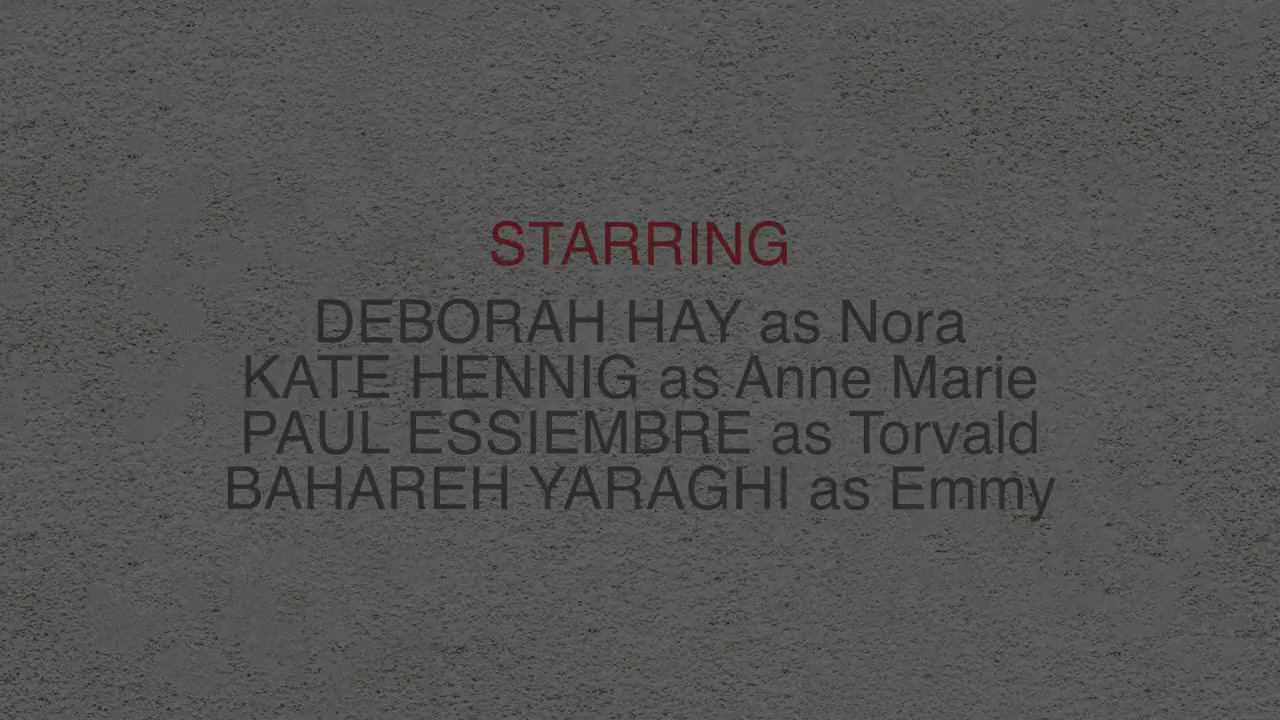 STARRING
DEBORAH HAY as Nora
KATE HENNIG as Anne Marie
PAUL ESSIEMBRE as Torvald
BAHAREH YARAGHI as Emmy